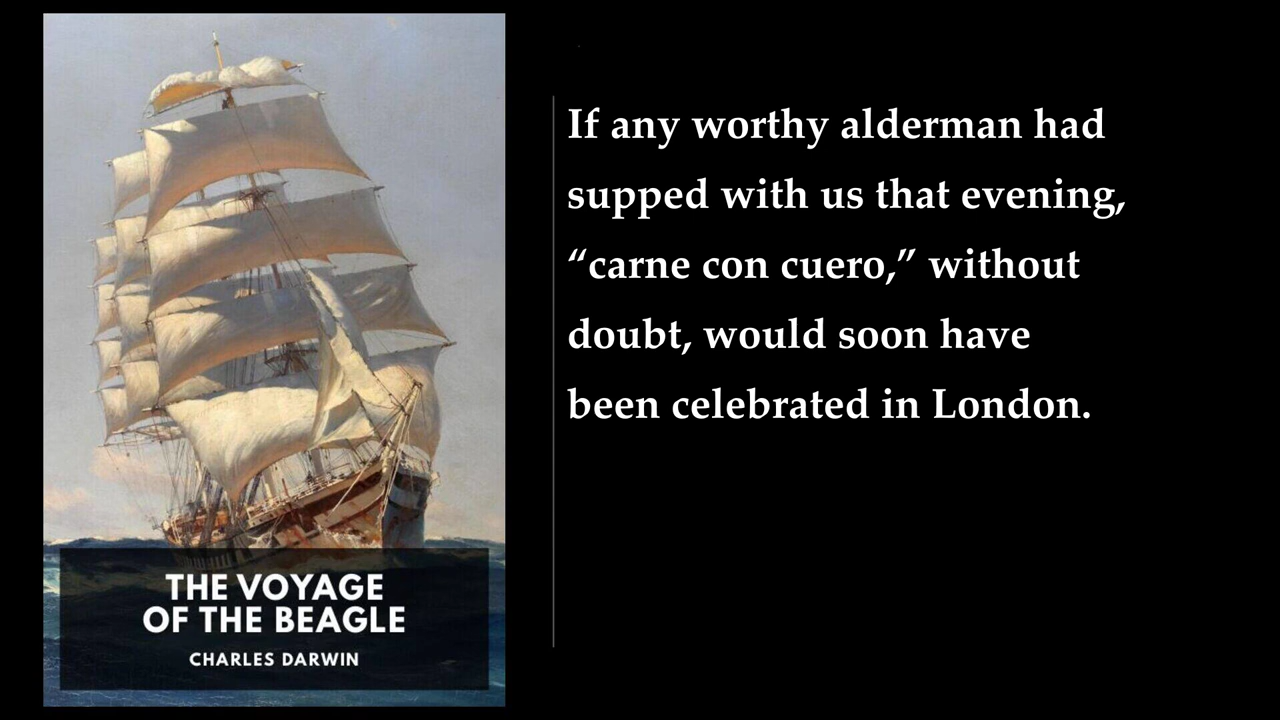 If any worthy alderman had
supped with us that evening,
“carne con cuero,” without
doubt, would soon have
been celebrated in London.
THE VOYAGE
OF THE BEAGLE
CHARLES DARWIN